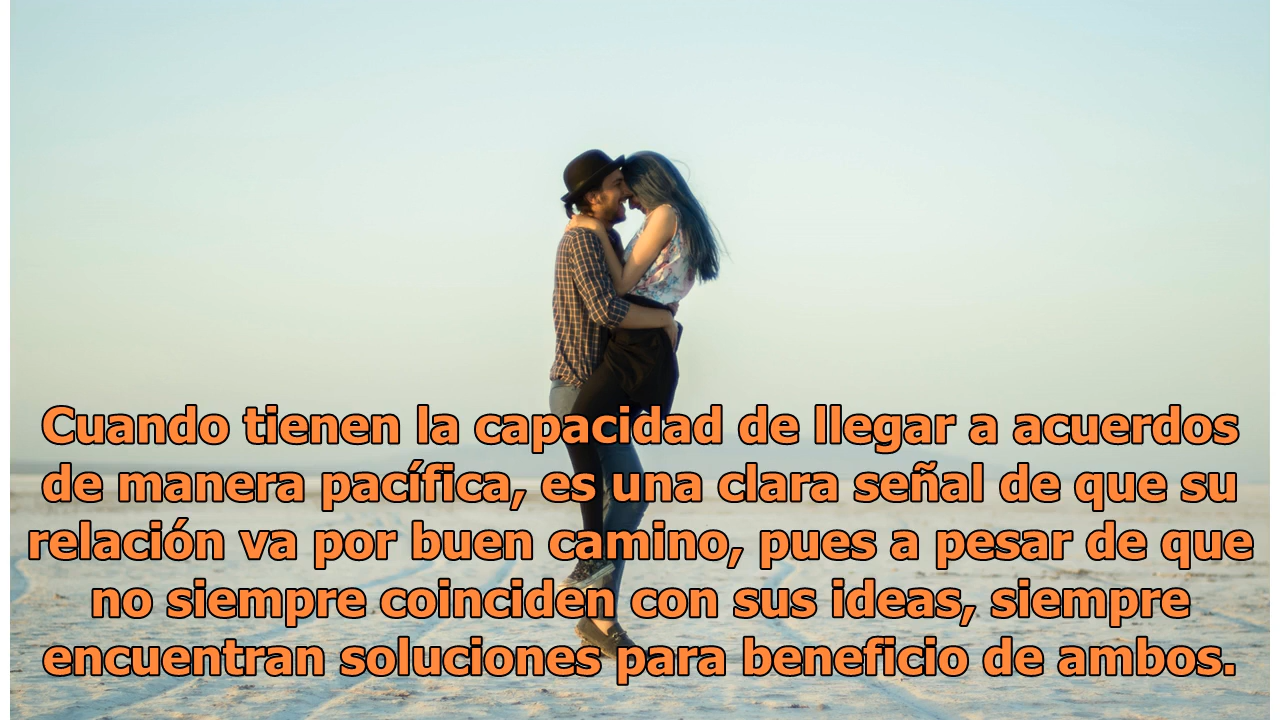 Cuando tienen la capacidad de llegar a acuerdos
de manera pacífica, es una clara señal de que su
relación va por buen camino, pues a pesar de que
no siempre coinciden con sus ideas, siempre
encuentran soluciones para beneficio de ambos.